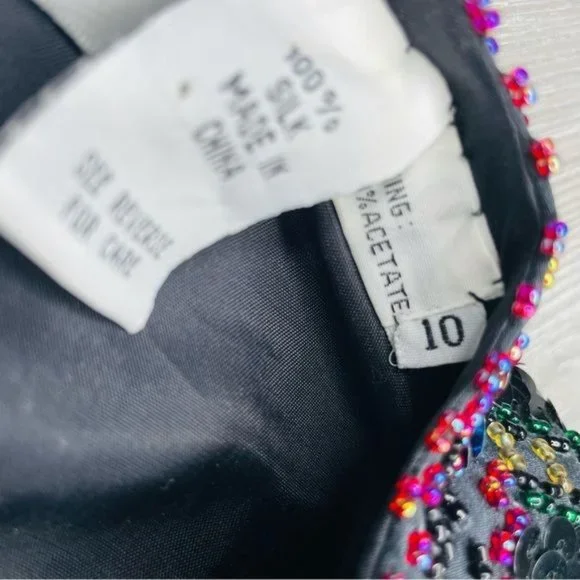 100%
SILK
MADE IN
CHINA
SEE REVERSE
FOR CARE
ING:
%ACETATE
10